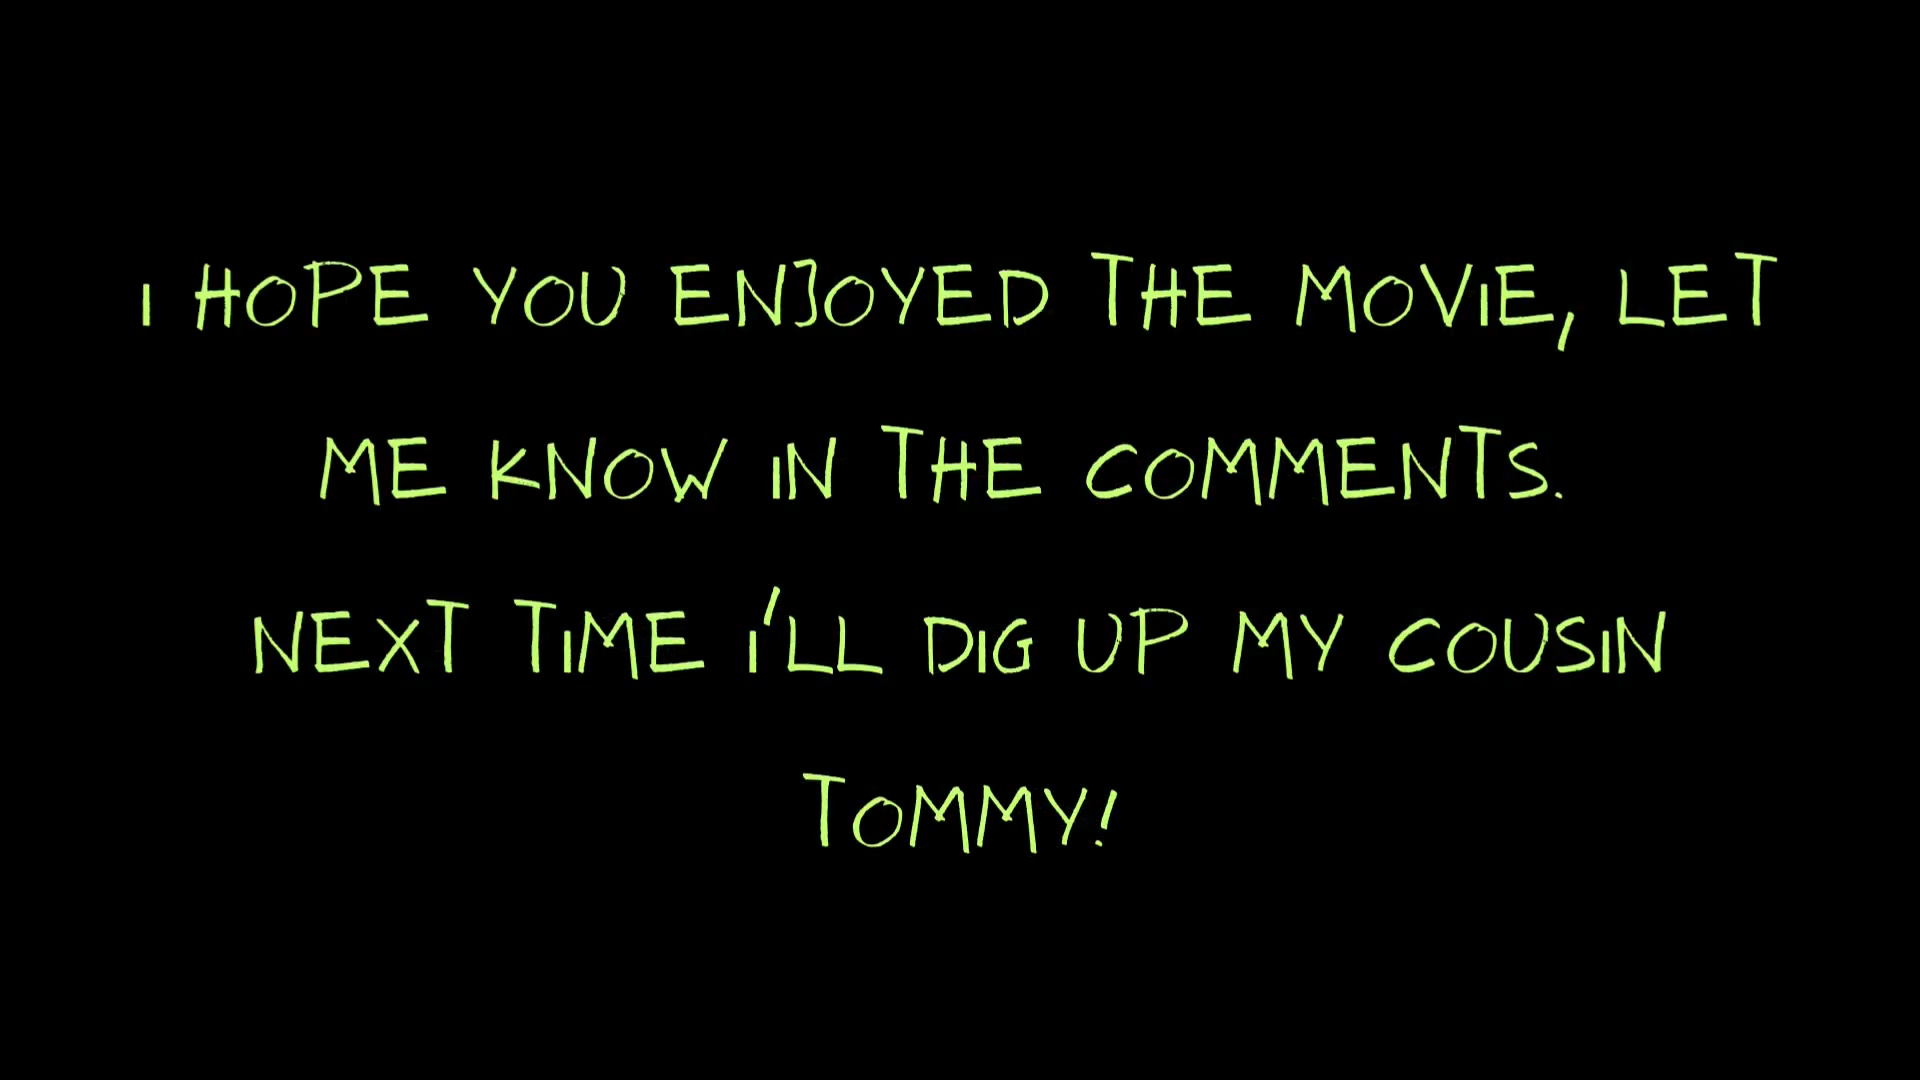 I HOPE YOU ENJOYED THE MOVIE, LET
ME KNOW IN THE COMMENTS.
NEXT TIME I'LL DIG UP MY COUSIN
TOMMY!